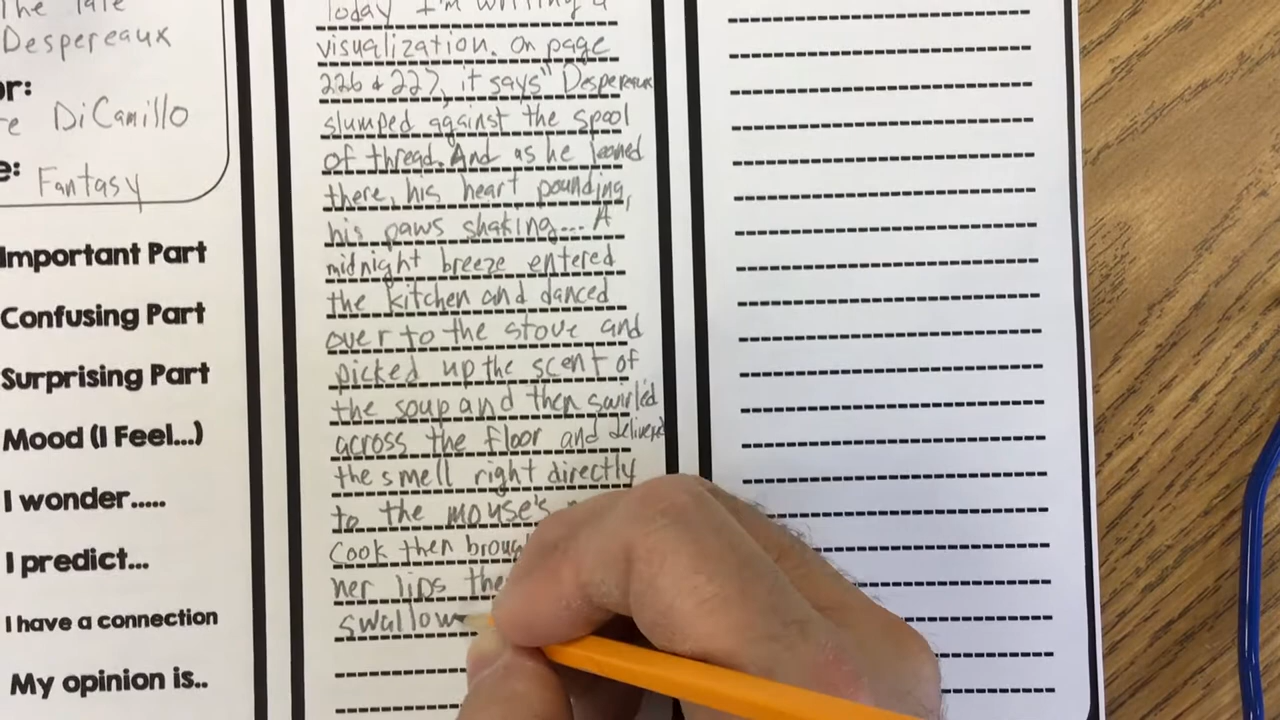 The Tale
Despereaux
or:
te DiCamillo
e:
Fantasy
Important Part
Confusing Part
Surprising Part
Mood (I Feel...)
I wonder.....
I predict...
I have a connection
My opinion is..
Today I'm writing a
visualization. On page
226 & 227, it says "Despereaux
slumped against the spool
of thread. And as he leaned
there, his heart pounding,
his paws shaking.... A
midnight breeze entered
the kitchen and danced
over to the stove and
picked up the scent of
the soup and then swirled
across the floor and delivered
the smell right directly
to the mouse's
Cook then
her lips
swallow